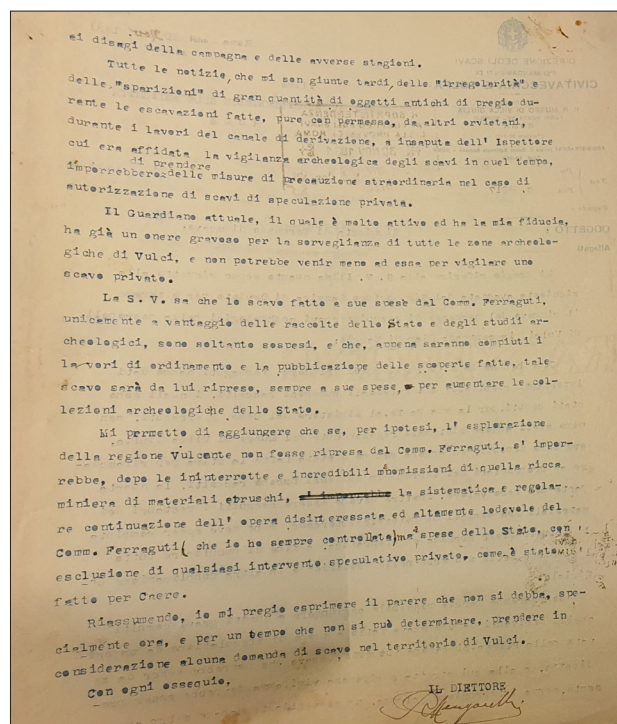 ei disagi della campagna e delle avverse stagioni.
Tutte le notizie, che mi son giunte tardi, delle "irregolarità" e
delle "sparizioni" di gran quantità di oggetti antichi di pregio du-
rante le escavazioni fatte, pure con permesso, da altri orvietani,
durante i lavori del canale di derivazione, a insaputa dell' Ispettore
cui era affidata la vigilanza archeologica degli scavi in quel tempo,
di prendere
imporrebbero delle misure di precauzione straordinaria nel caso di
autorizzazione di scavi di speculazione privata.
Il Guardiano attuale, il quale è molto attivo ed ha la mia fiducia,
ha già un onere gravoso per la sorveglianza di tutte le zone archeolo-
giche di Vulci, e non potrebbe venir meno ad essa per vigilare uno
scavo privato.
La S. V. sa che lo scavo fatto a sue spese dal Comm. Ferraguti,
unicamente a vantaggio delle raccolte dello Stato e degli studii ar-
cheologici, sono soltanto sospesi, e che, appena saranno compiuti i
lavori di ordinamento e la pubblicazione delle scoperte fatte, tale
scavo sarà da lui ripreso, sempre a sue spese, per aumentare le col-
lezioni archeologiche dello Stato.
Mi permetto di aggiungere che se, per ipotesi, l' esplorazione
della regione Vulcente non fosse ripresa dal Comm. Ferraguti, s' impor-
rebbe, dopo le ininterrotte e incredibili manomissioni di quella ricca
miniera di materiali etruschi, s' imporrebbe la sistematica e regola-
re continuazione dell' opera disinteressata ed altamente lodevole del
Comm. Ferraguti (che io ho sempre controllata) ma a spese dello Stato, con
esclusione di qualsiasi intervento speculativo privato, come è stato
fatto per Caere.
Riassumendo, io mi pregio esprimere il parere che non si debba, spe-
cialmente ora, e per un tempo che non si può determinare, prendere in
considerazione alcuna domanda di scavo nel territorio di Vulci.
Con ogni ossequio.
IL DIRETTORE